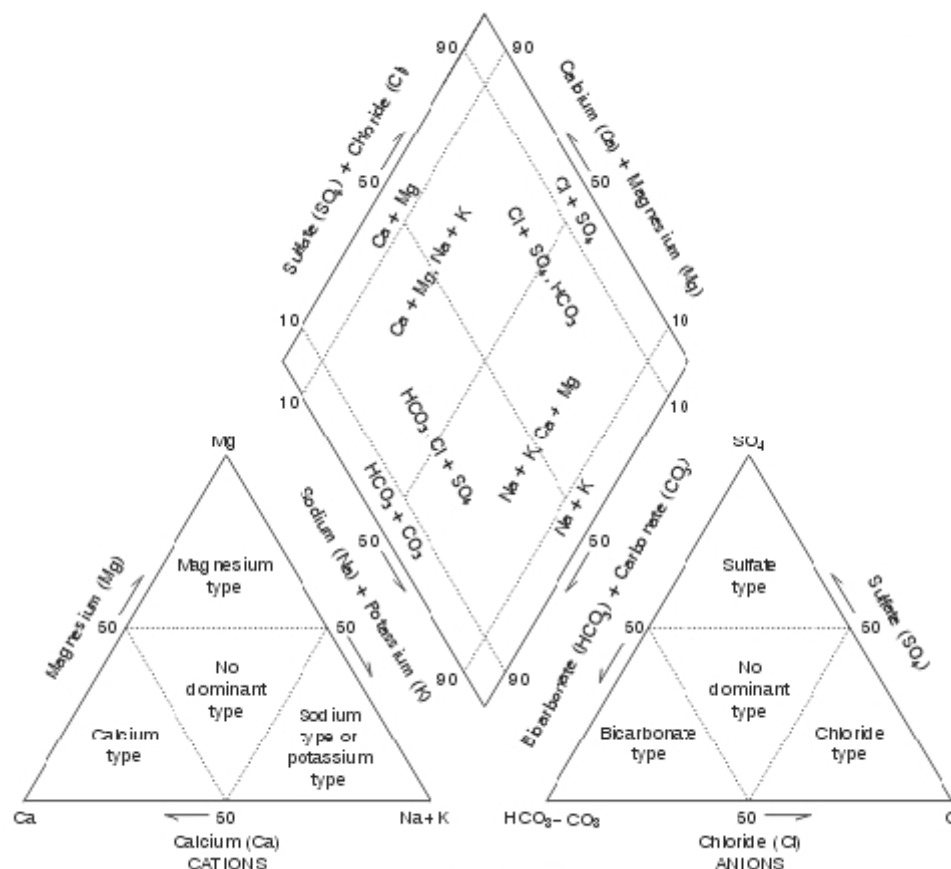 90
90
Sulfate (SO4) + Chloride (Cl)
Calcium (Ca) + Magnesium (Mg)
50
50
Ca + Mg
Cl + SO4
Ca + Mg, Na + K
Cl + SO4, HCO3
10
10
10
10
HCO3 Cl + SO4
Na + K, Ca + Mg
HCO3 + CO3
Na + K
Mg
SO4
Sodium (Na) + Potassium (K)
Bicarbonate (HCO3) + Carbonate (CO3)
50
50
Magnesium (Mg)
Sulfate (SO4)
Magnesium
type
Sulfate
type
50
50
50
50
90
90
No
dominant
type
No
dominant
type
Calcium
type
Sodium
type or
potassium
type
Bicarbonate
type
Chloride
type
Ca
50
Na+K
HCO3–CO3
50
C
Calcium (Ca)
CATIONS
Chloride (Cl)
ANIONS